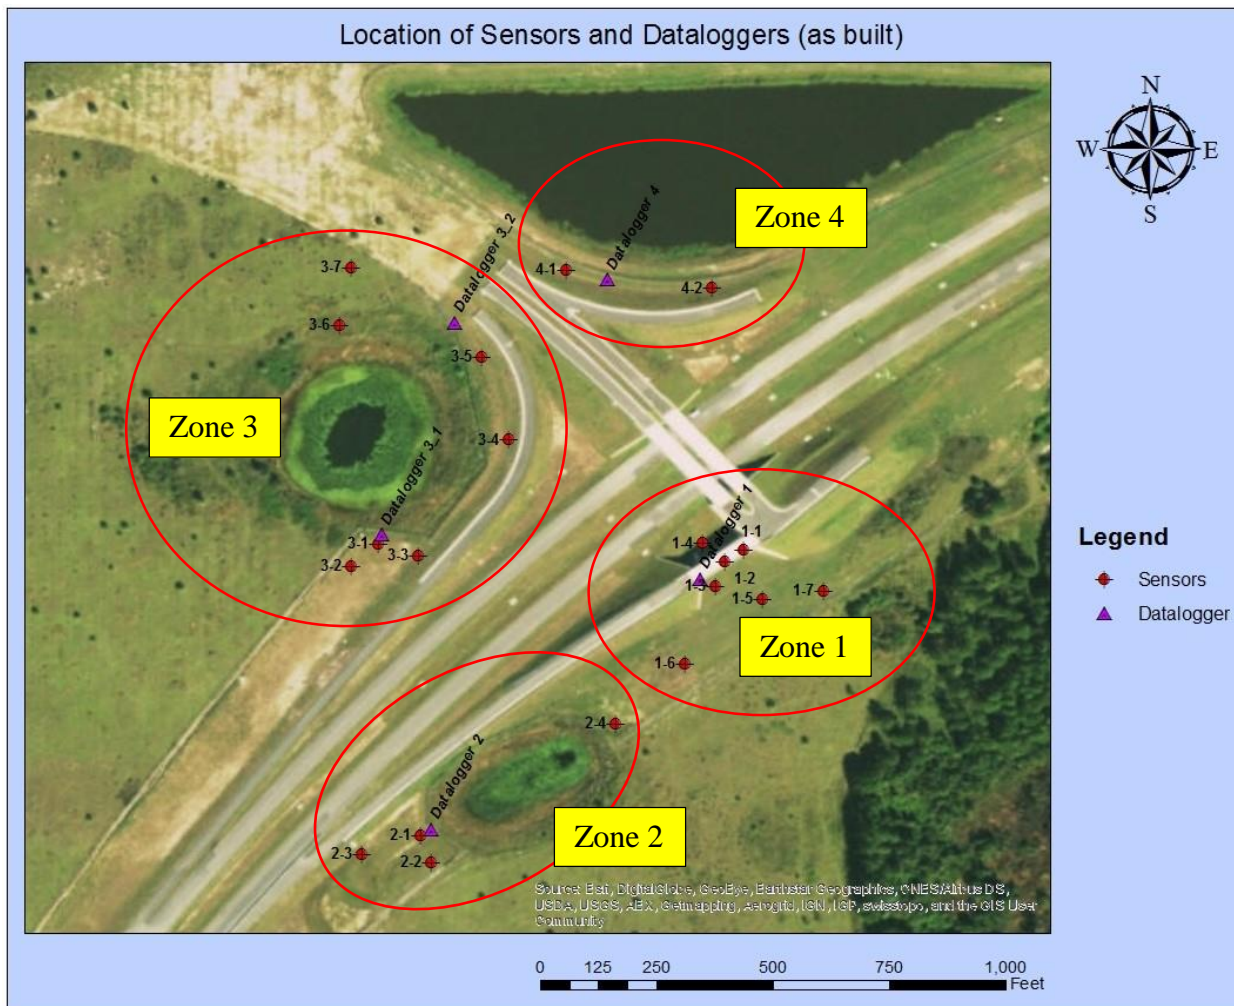 Location of Sensors and Dataloggers (as built)
N
W E
S
Zone 4
Datalogger 4
4-1
4-2
Datalogger 3_2
3-7
3-6
3-5
Zone 3
3-4
Datalogger 3_1
3-1
3-3
3-2
Datalogger 1
1-4
1-1
1-2
1-3
1-5
1-7
Zone 1
1-6
2-4
Datalogger 2
2-1
2-3
2-2
Zone 2
Legend
Sensors
Datalogger
Source: Esri, DigitalGlobe, GeoEye, Earthstar Geographics, CNES/Airbus DS,
USDA, USGS, AEX, Getmapping, Aerogrid, IGN, IGP, swisstopo, and the GIS User
Community
0 125 250 500 750 1,000
Feet